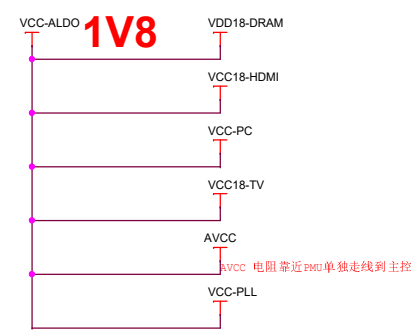 VCC-ALDO
1V8
VDD18-DRAM
VCC18-HDMI
VCC-PC
VCC18-TV
AVCC
AVCC 电阻靠近PMU单独走线到主控
VCC-PLL